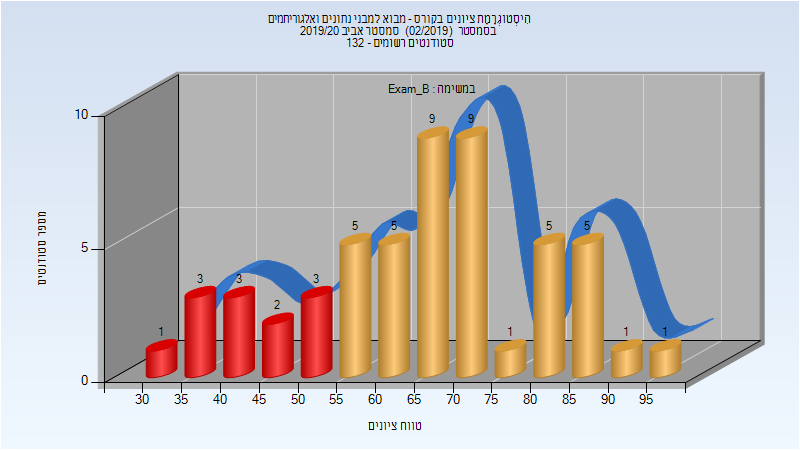 היסטוגרמת ציונים בקורס - מבוא למבני נתונים ואלגוריתמים
בסמסטר (02/2019) סמסטר אביב 2019/20
סטודנטים רשומים - 132
במשימה : Exam_B
מספר סטודנטים
10
5
0
1
3
3
2
3
5
5
9
9
1
5
5
1
1
30 35 40 45 50 55 60 65 70 75 80 85 90 95
טווח ציונים